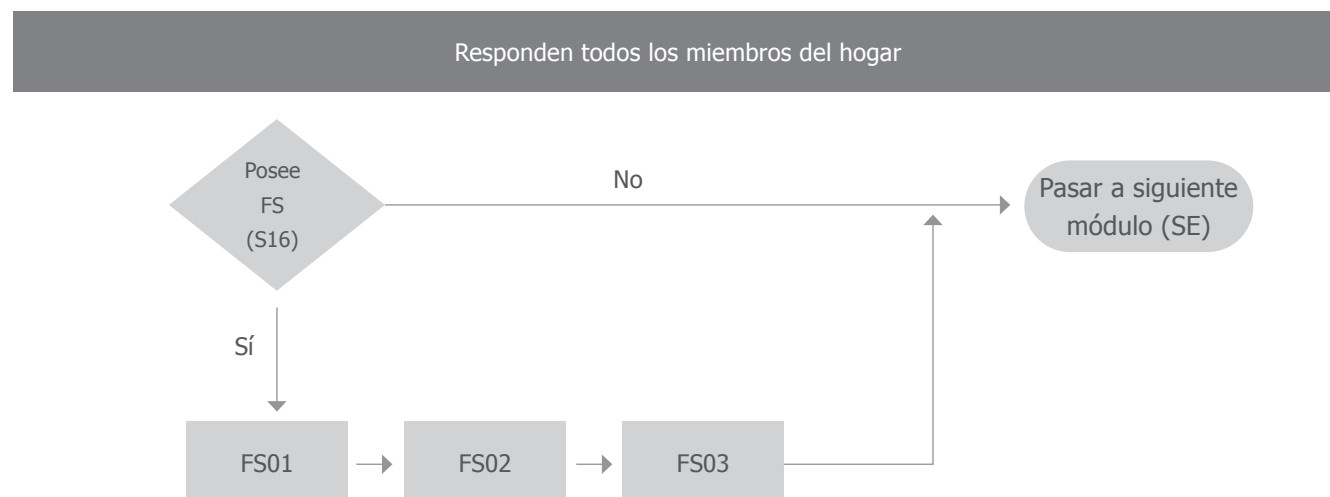 Responden todos los miembros del hogar
Posee
FS
(S16)
No
Pasar a siguiente
módulo (SE)
Sí
FS01
FS02
FS03